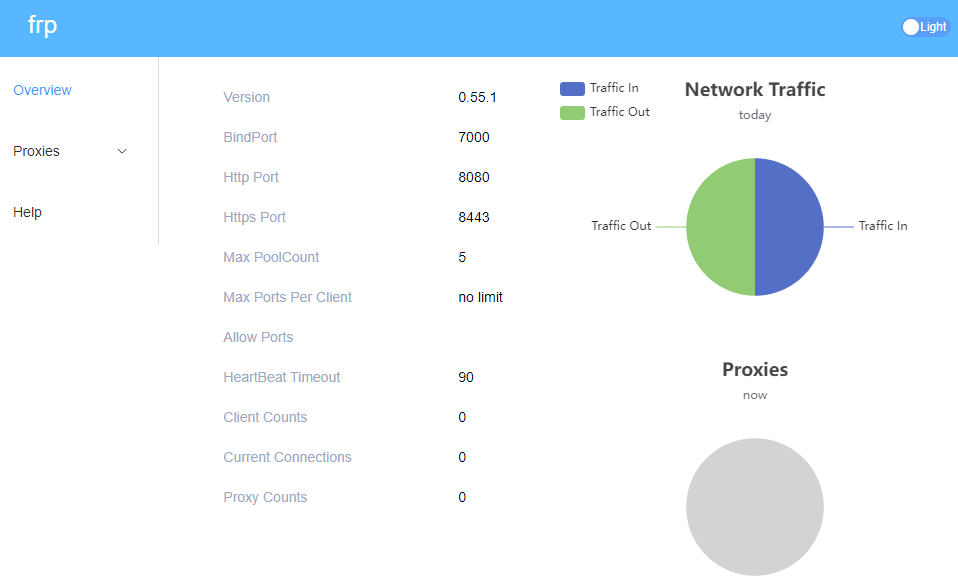 frp
Light
Overview
Proxies
Help
Version 0.55.1
BindPort 7000
Http Port 8080
Https Port 8443
Max PoolCount 5
Max Ports Per Client no limit
Allow Ports
HeartBeat Timeout 90
Client Counts 0
Current Connections 0
Proxy Counts 0
Traffic In
Traffic Out
Network Traffic
today
Traffic Out
Traffic In
Proxies
now